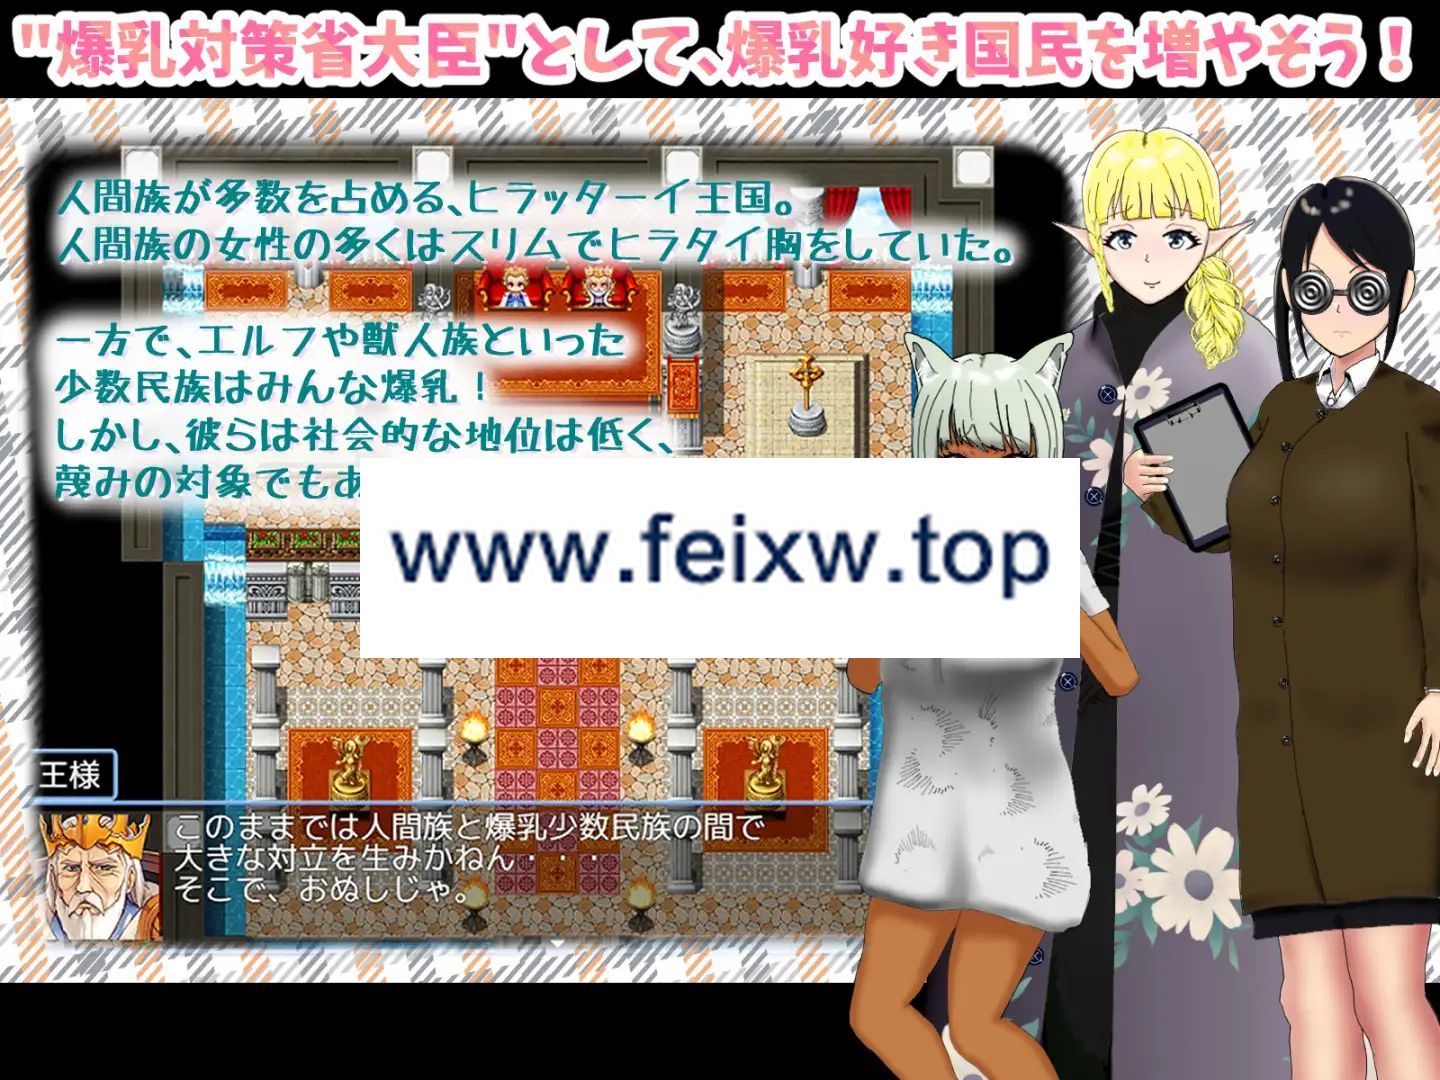 "爆乳対策省大臣"として、爆乳好き国民を増やそう！
人間族が多数を占める、ヒラッターイ王国。
人間族の女性の多くはスリムでヒラタイ胸をしていた。
一方で、エルフや獣人族といった
少数民族はみんな爆乳！
しかし、彼らは社会的な地位は低く、
蔑みの対象でもあ
www.feixw.top
王様
このままでは人間族と爆乳少数民族の間で
大きな対立を生みかねん・・・
そこで、おぬしじゃ。